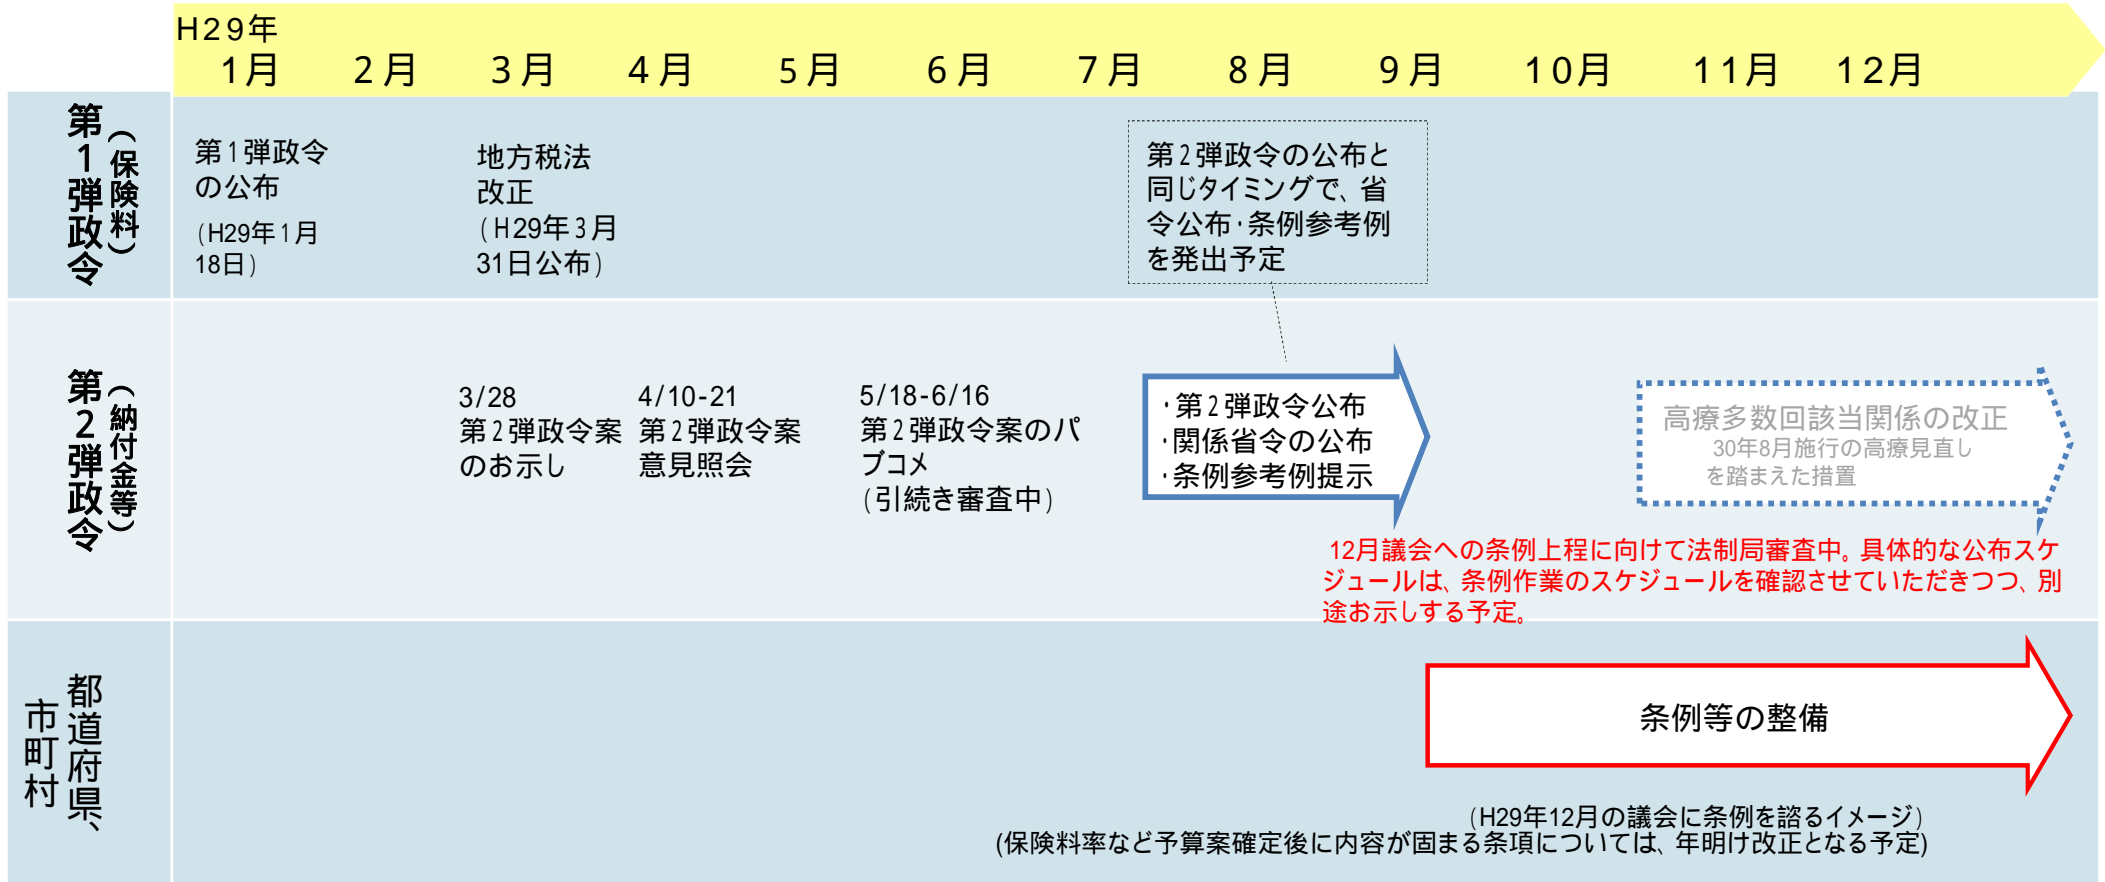 H29年
1月 2月 3月 4月 5月 6月 7月 8月 9月 10月 11月 12月
第1弾政令
(保険料)
第1弾政令
の公布
(H29年1月
18日)
地方税法
改正
(H29年3月
31日公布)
第2弾政令の公布と
同じタイミングで、省
令公布・条例参考例
を発出予定
第2弾政令
(納付金等)
3/28
第2弾政令案
のお示し
4/10-21
第2弾政令案
意見照会
5/18-6/16
第2弾政令案のパ
ブコメ
(引続き審査中)
・第2弾政令公布
・関係省令の公布
・条例参考例提示
高療多数回該当関係の改正
30年8月施行の高療見直し
を踏まえた措置
12月議会への条例上程に向けて法制局審査中。具体的な公布スケ
ジュールは、条例作業のスケジュールを確認させていただきつつ、別
途お示しする予定。
都道府県、
市町村
条例等の整備
(H29年12月の議会に条例を諮るイメージ)
(保険料率など予算案確定後に内容が固まる条項については、年明け改正となる予定)